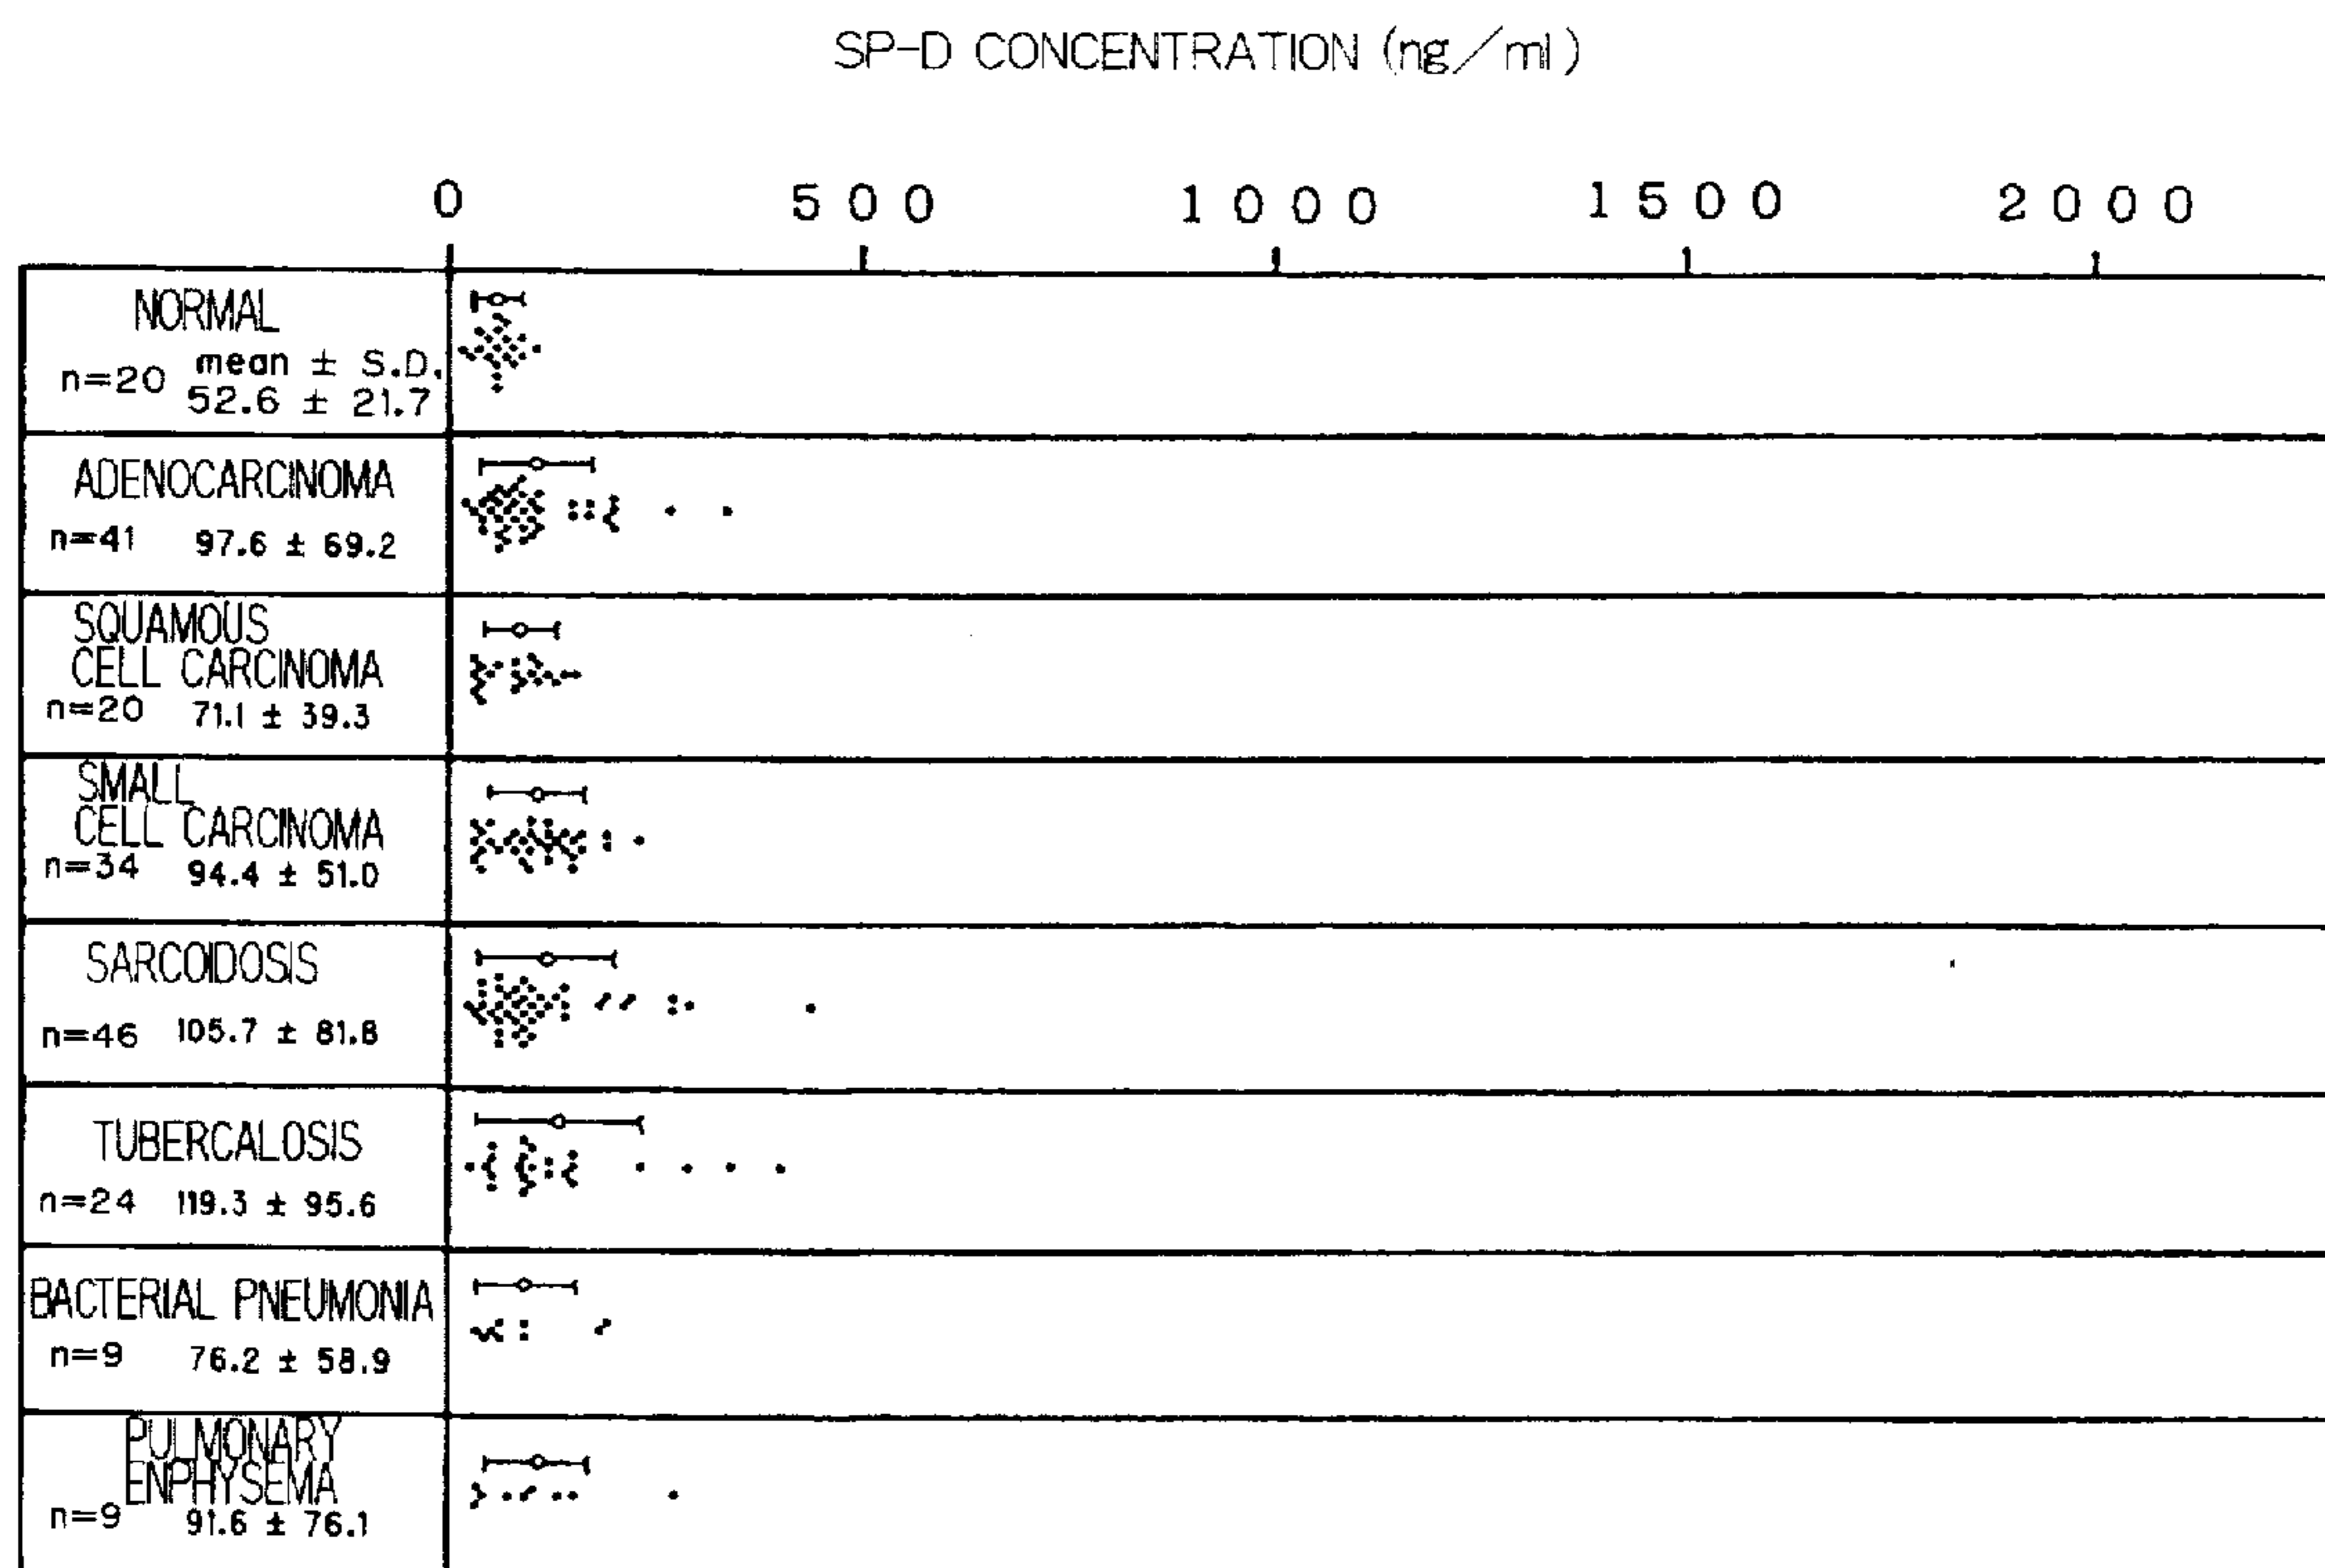 SP-D CONCENTRATION (ng/ml)
0 500 1000 1500 2000
NORMAL
mean ± S.D.
n=20 52.6 ± 21.7
ADENOCARCINOMA
n=41 97.6 ± 69.2
SQUAMOUS
CELL CARCINOMA
n=20 71.1 ± 39.3
SMALL
CELL CARCINOMA
n=34 94.4 ± 51.0
SARCOIDOSIS
n=46 105.7 ± 81.8
TUBERCALOSIS
n=24 119.3 ± 95.6
BACTERIAL PNEUMONIA
n=9 76.2 ± 58.9
PULMONARY
ENPHYSEMA
n=9 91.6 ± 76.1